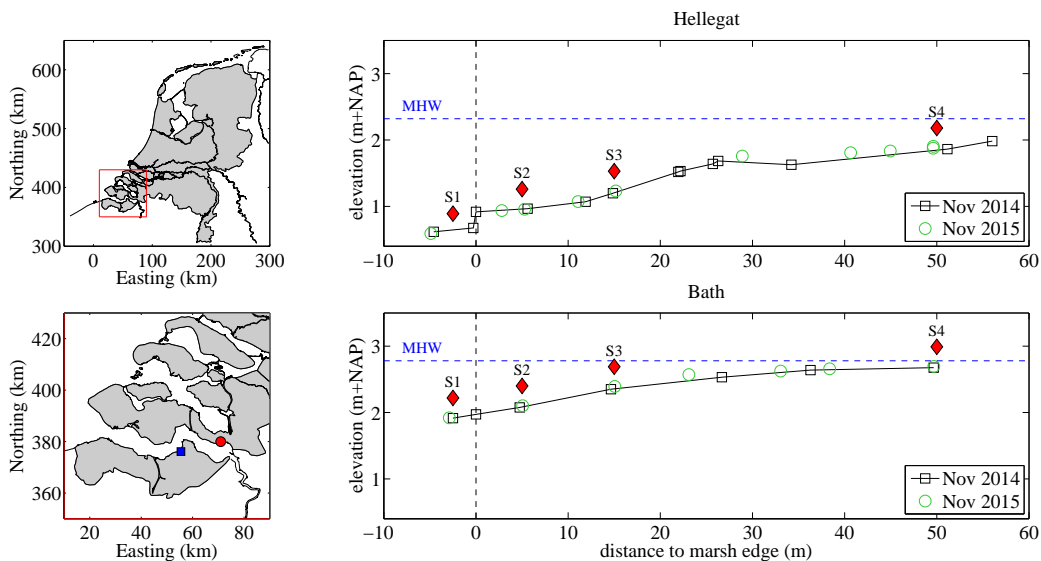 Hellegat
Northing (km)
600
500
400
300
0
100
200
300
Easting (km)
elevation (m+NAP)
3
2
1
MHW
S1
S2
S3
S4
Nov 2014
Nov 2015
−10
0
10
20
30
40
50
60
Bath
Northing (km)
420
400
380
360
20
40
60
80
Easting (km)
elevation (m+NAP)
3
2
1
MHW
S1
S2
S3
S4
Nov 2014
Nov 2015
−10
0
10
20
30
40
50
60
distance to marsh edge (m)